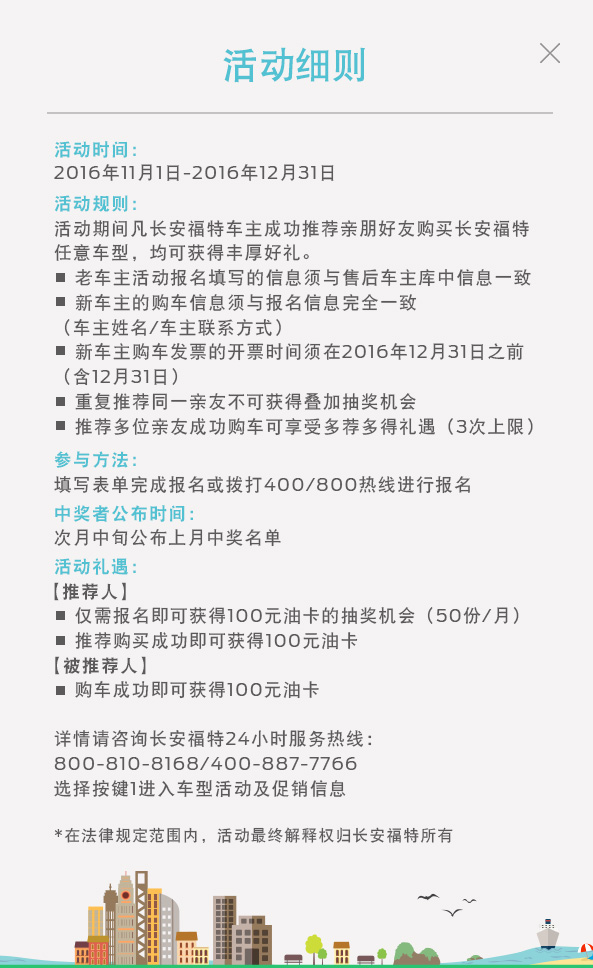 活动细则
活动时间：
2016年11月1日-2016年12月31日
活动规则：
活动期间凡长安福特车主成功推荐亲朋好友购买长安福特
任意车型，均可获得丰厚好礼。
■ 老车主活动报名填写的信息须与售后车主库中信息一致
■ 新车主的购车信息须与报名信息完全一致
（车主姓名/车主联系方式）
■ 新车主购车发票的开票时间须在2016年12月31日之前
（含12月31日）
■ 重复推荐同一亲友不可获得叠加抽奖机会
■ 推荐多位亲友成功购车可享受多荐多得礼遇（3次上限）
参与方法：
填写表单完成报名或拨打400/800热线进行报名
中奖者公布时间：
次月中旬公布上月中奖名单
活动礼遇：
【推荐人】
■ 仅需报名即可获得100元油卡的抽奖机会（50份/月）
■ 推荐购买成功即可获得100元油卡
【被推荐人】
■ 购车成功即可获得100元油卡
详情请咨询长安福特24小时服务热线：
800-810-8168/400-887-7766
选择按键1进入车型活动及促销信息
*在法律规定范围内，活动最终解释权归长安福特所有